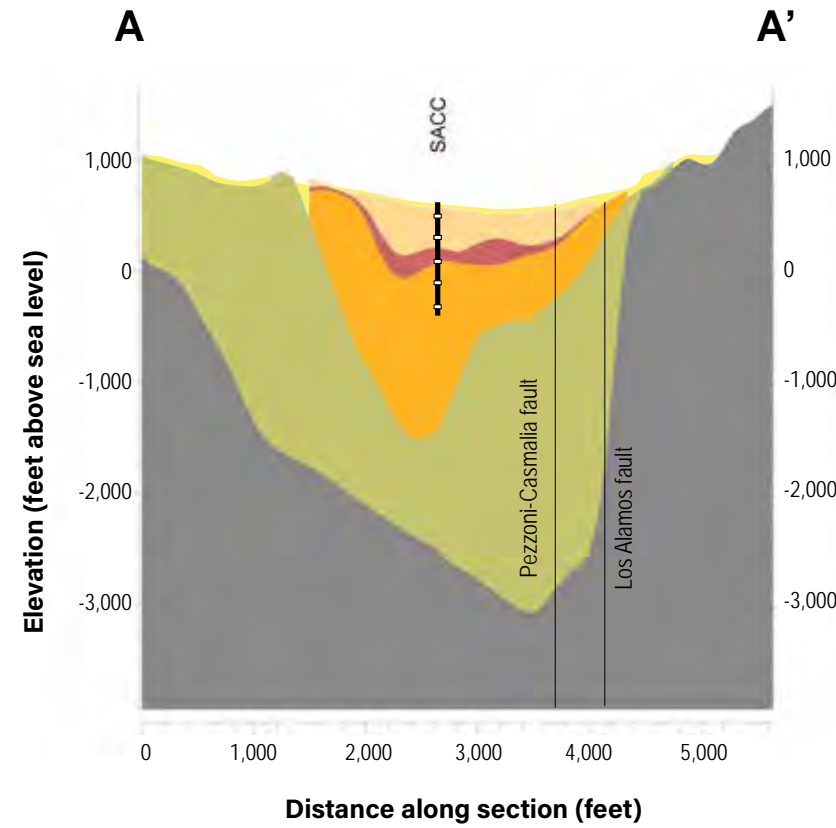 A
A’
SACC
1,000
0
-1,000
-2,000
-3,000
1,000
0
-1,000
-2,000
-3,000
Elevation (feet above sea level)
Pezzoni-Casmalia fault
Los Alamos fault
0 1,000 2,000 3,000 4,000 5,000
Distance along section (feet)